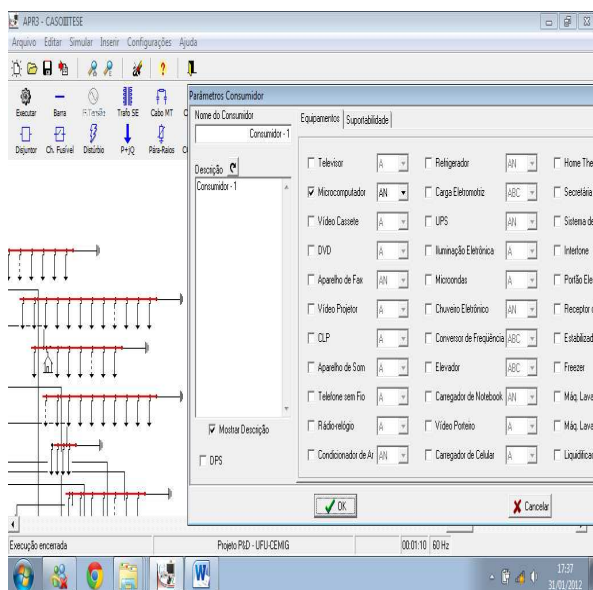 APR3 - CASOIIITESE
Arquivo Editar Simular Inserir Configurações Ajuda
Executar Barra F.Tensão Trafo SE Cabo MT
Disjuntor Ch. Fusível Distúrbio P+jQ Pára-Raios
Parâmetros Consumidor
Nome do Consumidor
Consumidor - 1
Descrição
Consumidor - 1
Mostrar Descrição
DPS
Equipamentos Suportabilidade
Televisor A Refrigerador AN Home The
Microcomputador AN Carga Eletromotriz ABC Secretária
Vídeo Cassete A UPS AN Sistema de
DVD A Iluminação Eletrônica A Interfone
Aparelho de Fax AN Microondas A Portão Ele
Vídeo Projetor A Chuveiro Eletrônico AN Receptor
CLP A Conversor de Freqüência ABC Estabilizad
Aparelho de Som A Elevador ABC Freezer
Telefone sem Fio A Carregador de Notebook AN Máq. Lava
Rádio-relógio A Vídeo Porteiro A Máq. Lava
Condicionador de Ar AN Carregador de Celular A Liquidifica
OK Cancelar
Execução encerrada Projeto P&D - UFU-CEMIG 00:01:10 60 Hz
17:37
31/01/2012